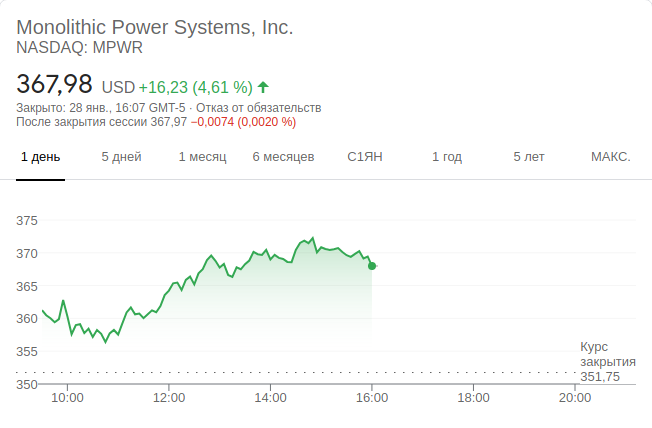 Monolithic Power Systems, Inc.
NASDAQ: MPWR
367,98 USD +16,23 (4,61 %)
Закрыто: 28 янв., 16:07 GMT-5 · Отказ от обязательств
После закрытия сессии 367,97 −0,0074 (0,0020 %)
1 день 5 дней 1 месяц 6 месяцев С1ЯН 1 год 5 лет МАКС.
375
370
365
360
355
350
Курс
закрытия
351,75
10:00 12:00 14:00 16:00 18:00 20:00